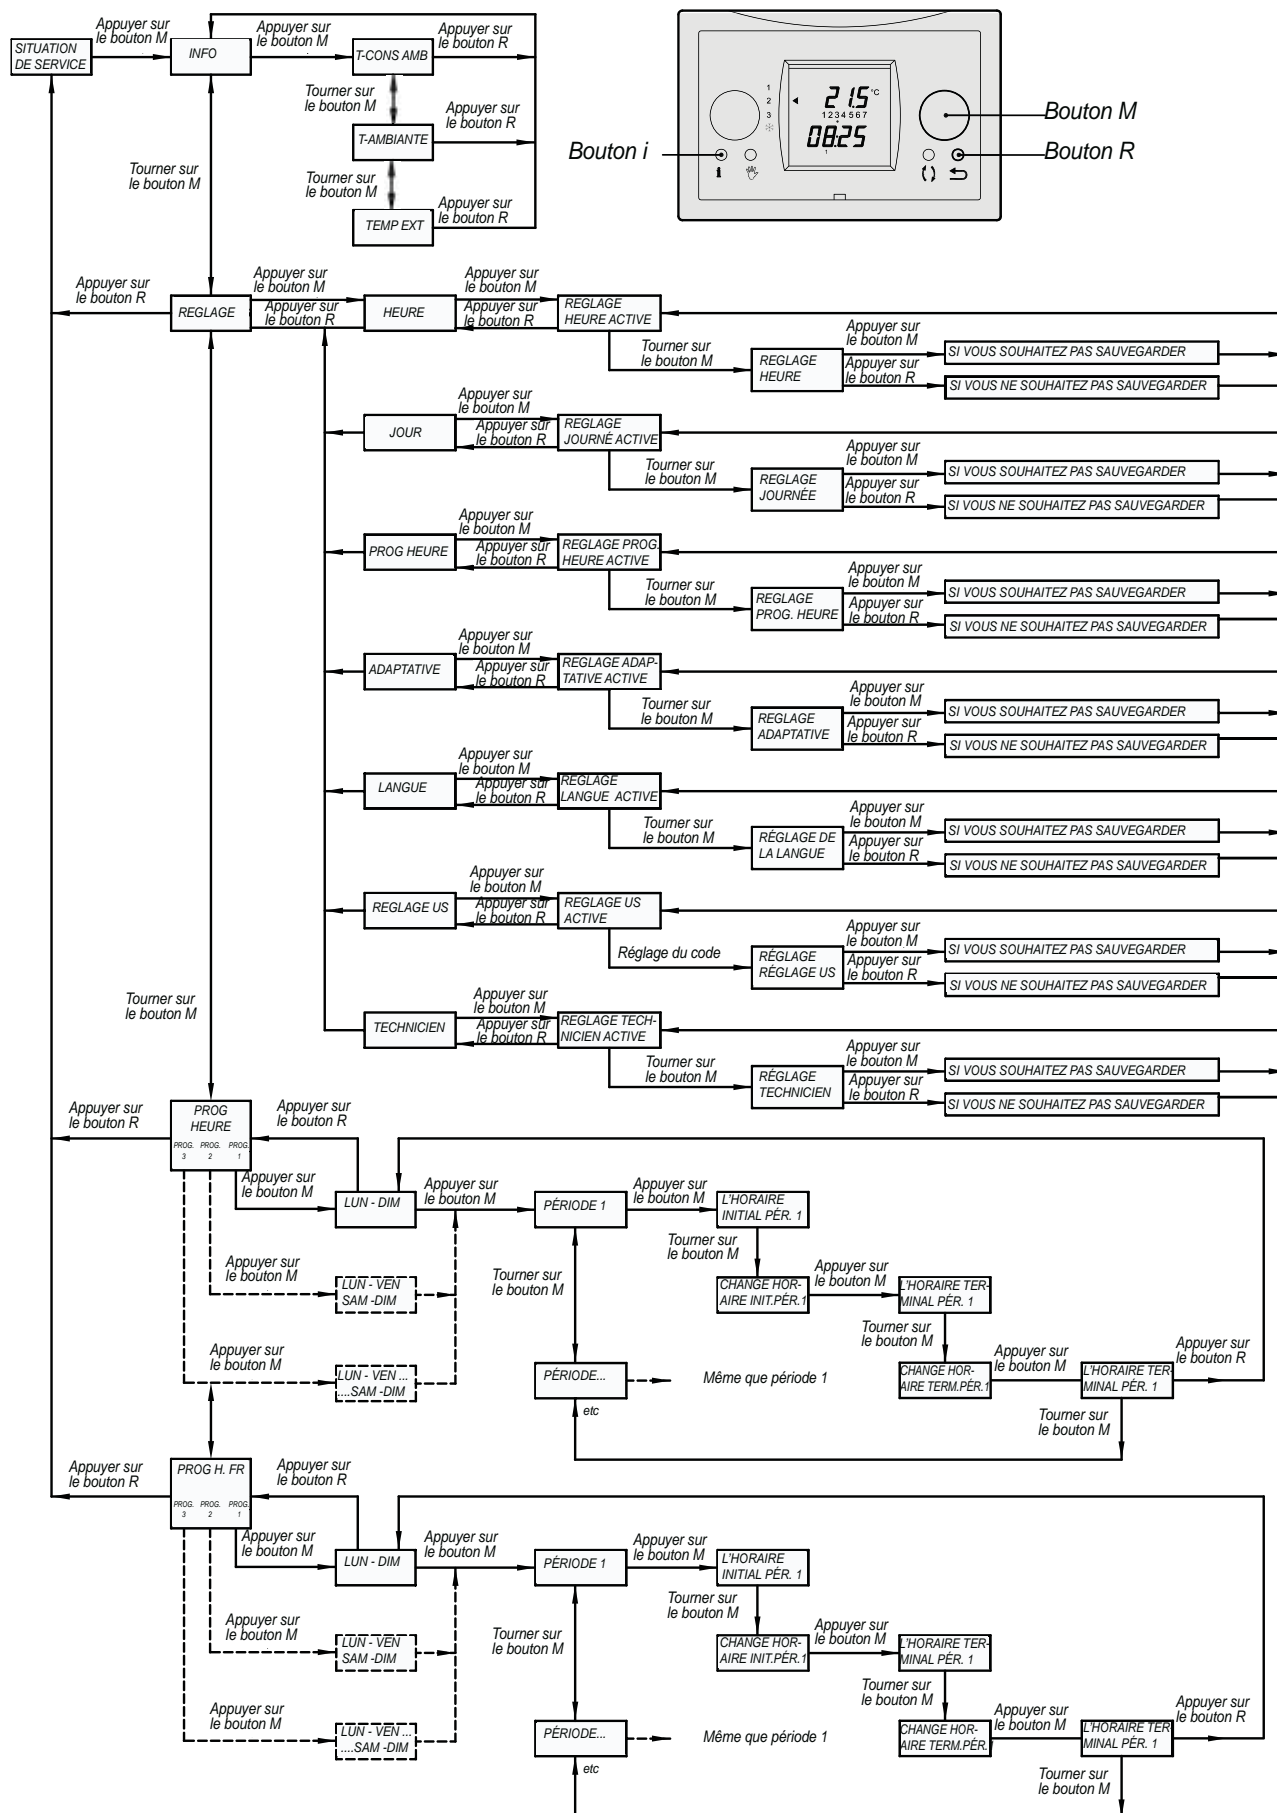 SITUATION
DE SERVICE
Appuyer sur
le bouton M
INFO
Appuyer sur
le bouton M
T-CONS AMB
Appuyer sur
le bouton R
Tourner sur
le bouton M
T-AMBIANTE
Appuyer sur
le bouton R
Tourner sur
le bouton M
TEMP EXT
Appuyer sur
le bouton R
1
2
3
21.5 °C
1 2 3 4 5 6 7
08:25
1
i
Bouton i
Bouton M
Bouton R
Tourner sur
le bouton M
Appuyer sur
le bouton R
REGLAGE
Appuyer sur
le bouton M
Appuyer sur
le bouton R
HEURE
Appuyer sur
le bouton M
Appuyer sur
le bouton R
REGLAGE
HEURE ACTIVE
Tourner sur
le bouton M
REGLAGE
HEURE
Appuyer sur
le bouton M
Appuyer sur
le bouton R
SI VOUS SOUHAITEZ PAS SAUVEGARDER
SI VOUS NE SOUHAITEZ PAS SAUVEGARDER
JOUR
Appuyer sur
le bouton M
Appuyer sur
le bouton R
REGLAGE
JOURNÉ ACTIVE
Tourner sur
le bouton M
REGLAGE
JOURNÉE
Appuyer sur
le bouton M
Appuyer sur
le bouton R
SI VOUS SOUHAITEZ PAS SAUVEGARDER
SI VOUS NE SOUHAITEZ PAS SAUVEGARDER
PROG HEURE
Appuyer sur
le bouton M
Appuyer sur
le bouton R
REGLAGE PROG.
HEURE ACTIVE
Tourner sur
le bouton M
REGLAGE
PROG. HEURE
Appuyer sur
le bouton M
Appuyer sur
le bouton R
SI VOUS SOUHAITEZ PAS SAUVEGARDER
SI VOUS NE SOUHAITEZ PAS SAUVEGARDER
ADAPTATIVE
Appuyer sur
le bouton M
Appuyer sur
le bouton R
REGLAGE ADAP-
TATIVE ACTIVE
Tourner sur
le bouton M
REGLAGE
ADAPTATIVE
Appuyer sur
le bouton M
Appuyer sur
le bouton R
SI VOUS SOUHAITEZ PAS SAUVEGARDER
SI VOUS NE SOUHAITEZ PAS SAUVEGARDER
LANGUE
Appuyer sur
le bouton M
Appuyer sur
le bouton R
REGLAGE
LANGUE ACTIVE
Tourner sur
le bouton M
RÉGLAGE DE
LA LANGUE
Appuyer sur
le bouton M
Appuyer sur
le bouton R
SI VOUS SOUHAITEZ PAS SAUVEGARDER
SI VOUS NE SOUHAITEZ PAS SAUVEGARDER
REGLAGE US
Appuyer sur
le bouton M
Appuyer sur
le bouton R
REGLAGE US
ACTIVE
Réglage du code
RÉGLAGE
RÉGLAGE US
Appuyer sur
le bouton M
Appuyer sur
le bouton R
SI VOUS SOUHAITEZ PAS SAUVEGARDER
SI VOUS NE SOUHAITEZ PAS SAUVEGARDER
Tourner sur
le bouton M
TECHNICIEN
Appuyer sur
le bouton M
Appuyer sur
le bouton R
REGLAGE TECH-
NICIEN ACTIVE
Tourner sur
le bouton M
RÉGLAGE
TECHNICIEN
Appuyer sur
le bouton M
Appuyer sur
le bouton R
SI VOUS SOUHAITEZ PAS SAUVEGARDER
SI VOUS NE SOUHAITEZ PAS SAUVEGARDER
Appuyer sur
le bouton R
PROG
HEURE
PROG. PROG. PROG.
3 2 1
Appuyer sur
le bouton R
Appuyer sur
le bouton M
LUN - DIM
Appuyer sur
le bouton M
PÉRIODE 1
Appuyer sur
le bouton M
L'HORAIRE
INITIAL PÉR. 1
Tourner sur
le bouton M
Appuyer sur
le bouton M
LUN - VEN
SAM -DIM
Tourner sur
le bouton M
CHANGE HOR-
AIRE INIT.PÉR.1
Appuyer sur
le bouton M
L'HORAIRE TER-
MINAL PÉR. 1
Tourner sur
le bouton M
Appuyer sur
le bouton M
LUN - VEN ...
....SAM -DIM
PÉRIODE...
Même que période 1
CHANGE HOR-
AIRE TERM.PÉR.1
Appuyer sur
le bouton M
L'HORAIRE TER-
MINAL PÉR. 1
Appuyer sur
le bouton R
etc
Tourner sur
le bouton M
Appuyer sur
le bouton R
PROG H. FR
PROG. PROG. PROG.
3 2 1
Appuyer sur
le bouton R
Appuyer sur
le bouton M
LUN - DIM
Appuyer sur
le bouton M
PÉRIODE 1
Appuyer sur
le bouton M
L'HORAIRE
INITIAL PÉR. 1
Tourner sur
le bouton M
Appuyer sur
le bouton M
LUN - VEN
SAM -DIM
Tourner sur
le bouton M
CHANGE HOR-
AIRE INIT.PÉR.1
Appuyer sur
le bouton M
L'HORAIRE TER-
MINAL PÉR. 1
Tourner sur
le bouton M
Appuyer sur
le bouton M
LUN - VEN ...
....SAM -DIM
PÉRIODE...
Même que période 1
CHANGE HOR-
AIRE TERM.PÉR.
Appuyer sur
le bouton M
L'HORAIRE TER
MINAL PÉR. 1
Appuyer sur
le bouton R
etc
Tourner sur
le bouton M